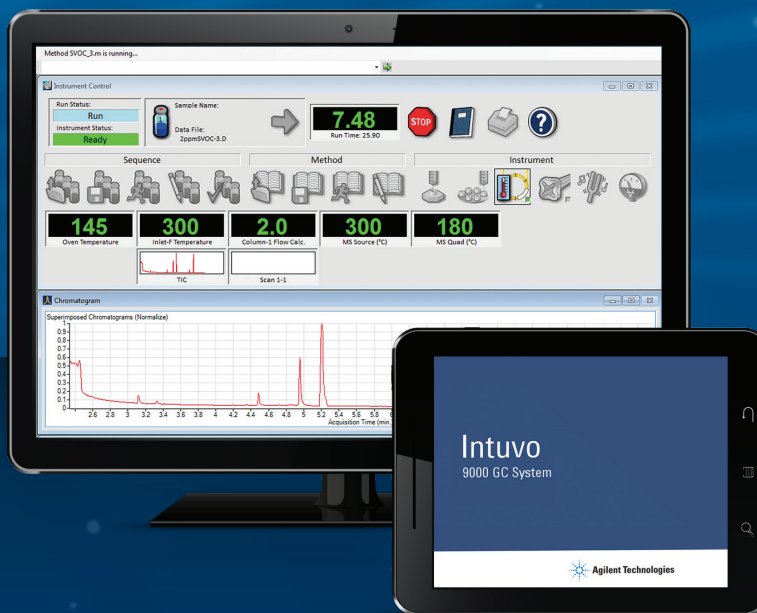 Method SVOC_3.m is running...
Instrument Control
Run Status:
Run
Instrument Status:
Ready
Sample Name:
Data File:
2ppmSVOC-3.D
7.48
Run Time: 25.90
STOP
?
Sequence
Method
Instrument
145
Oven Temperature
300
Inlet-F Temperature
2.0
Column-1 Flow Calc.
300
MS Source (°C)
180
MS Quad (°C)
TIC
Scan 1-1
Chromatogram
Superimposed Chromatograms (Normalize)
1
0.9
0.8
0.7
0.6
0.5
0.4
0.3
0.2
0.1
0
2.6 2.8 3 3.2 3.4 3.6 3.8 4 4.2 4.4 4.6 4.8 5 5.2 5.4 5.6 5.8
Acquisition Time (min.
Intuvo
9000 GC System
Agilent Technologies